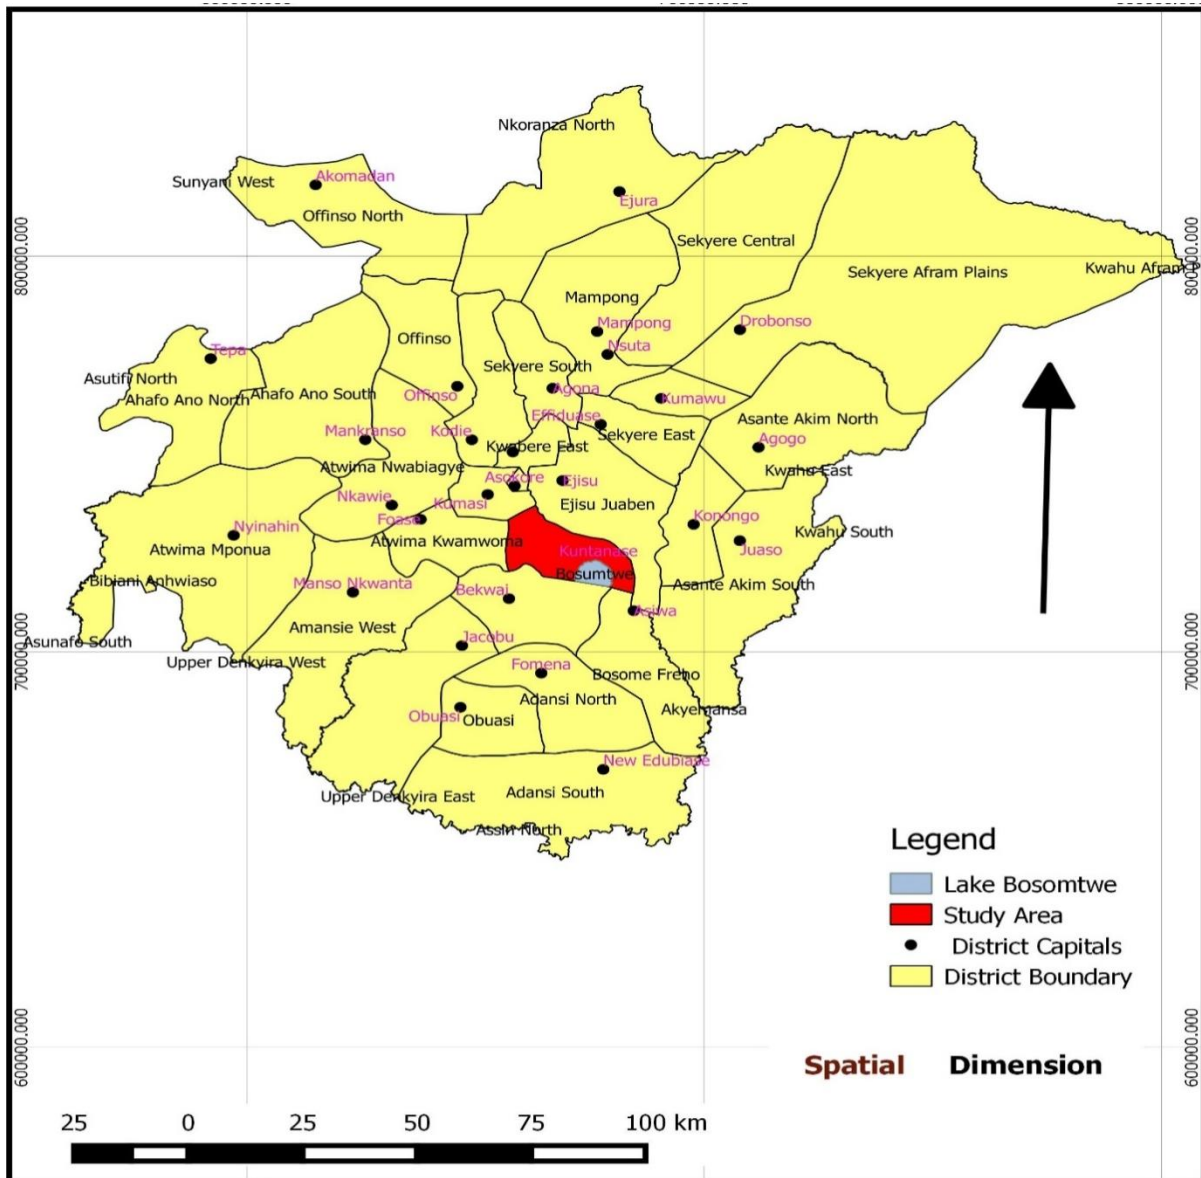 Nkoranza North
Akomadan
Sunyani West
Ejura
Offinso North
Sekyere Central
Sekyere Afram Plains
Kwahu Afram P
800000.000
800000.000
Mampong
Mampong
Drobonso
Offinso
Nsuta
Tepa
Sekyere South
Asutifi North
Agona
Ahafo Ano North
Ahafo Ano South
Offinso
Kumawu
Effiduase
Asante Akim North
Mankranso
Kodie
Sekyere East
Agogo
Kwabere East
Atwima Nwabiagye
Kwahu East
Asokore
Ejisu
Nkawie
Kumasi
Ejisu Juaben
Foase
Konongo
Nyinahin
Kwahu South
Atwima Kwamwoma
Atwima Mponua
Kuntanase
Juaso
Bosumtwe
Bibiani Anhwiaso
Manso Nkwanta
Asante Akim South
Bekwai
Asiwa
Amansie West
Jacobu
Asunafo South
Upper Denkyira West
Fomena
700000.000
700000.000
Bosome Freho
Adansi North
Akyemansa
Obuasi
Obuasi
New Edubiase
Upper Denkyira East
Adansi South
Assin North
Legend
Lake Bosomtwe
Study Area
District Capitals
District Boundary
600000.000
600000.000
Spatial Dimension
25 0 25 50 75 100 km